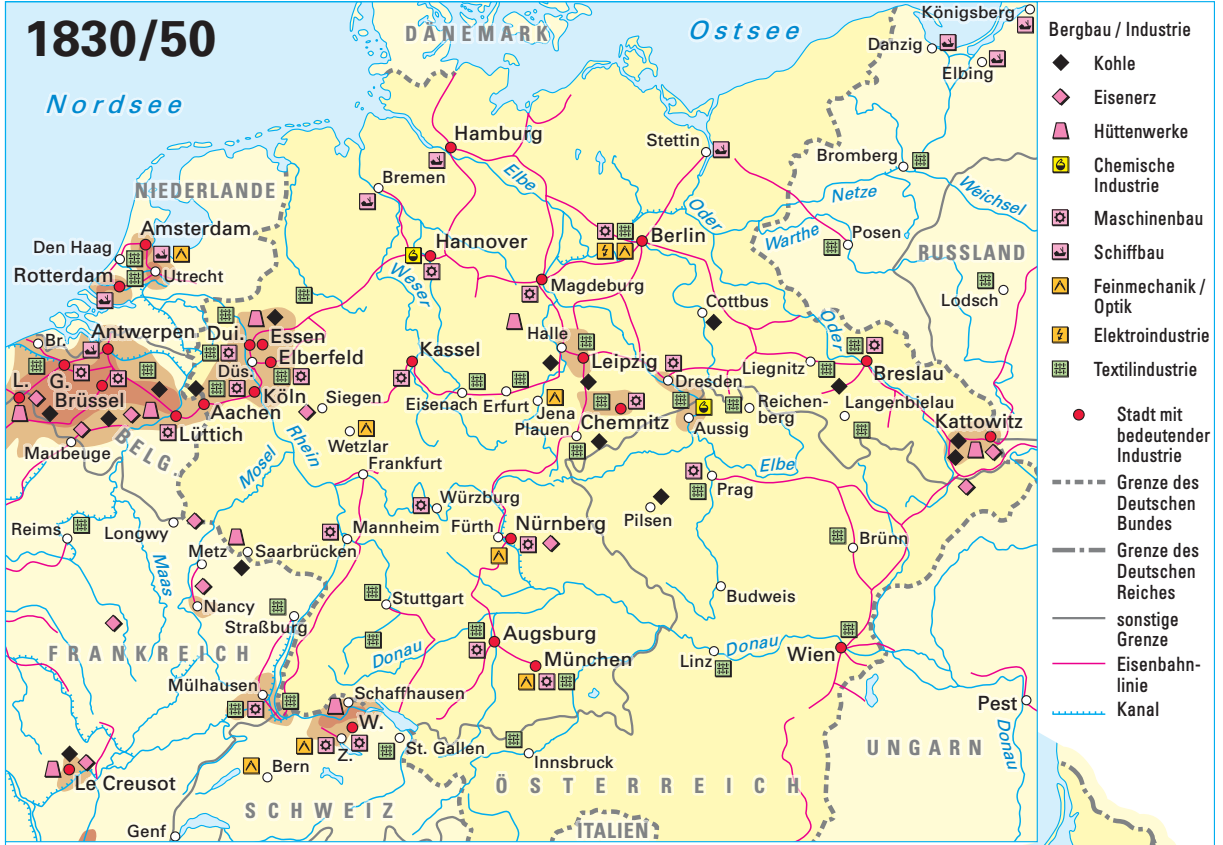 1830/50
DÄNEMARK
Ostsee
Königsberg
Danzig
Elbing
Nordsee
Hamburg
Stettin
Bromberg
Bremen
Elbe
Netze
Weichsel
NIEDERLANDE
Oder
Amsterdam
Den Haag
Hannover
Berlin
Warthe
Posen
RUSSLAND
Rotterdam
Utrecht
Weser
Magdeburg
Lodsch
Cottbus
Antwerpen
Dui.
Essen
Halle
Oder
Br.
Elberfeld
Kassel
Leipzig
Liegnitz
Breslau
Düs.
L.
G.
Brüssel
Köln
Siegen
Eisenach
Erfurt
Jena
Dresden
Reichen-
berg
Langenbielau
Aachen
Chemnitz
Aussig
Kattowitz
Lüttich
Plauen
Maubeuge
BELG.
Rhein
Wetzlar
Mosel
Frankfurt
Elbe
Prag
Würzburg
Pilsen
Reims
Longwy
Mannheim
Fürth
Nürnberg
Brünn
Metz
Saarbrücken
Maas
Nancy
Stuttgart
Budweis
Straßburg
FRANKREICH
Donau
Augsburg
München
Linz
Donau
Wien
Mülhausen
Schaffhausen
W.
Z.
St. Gallen
Innsbruck
Pest
UNGARN
Donau
Le Creusot
Bern
ÖSTERREICH
SCHWEIZ
Genf
ITALIEN
Bergbau / Industrie
Kohle
Eisenerz
Hüttenwerke
Chemische
Industrie
Maschinenbau
Schiffbau
Feinmechanik /
Optik
Elektroindustrie
Textilindustrie
Stadt mit
bedeutender
Industrie
Grenze des
Deutschen
Bundes
Grenze des
Deutschen
Reiches
sonstige
Grenze
Eisenbahn-
linie
Kanal